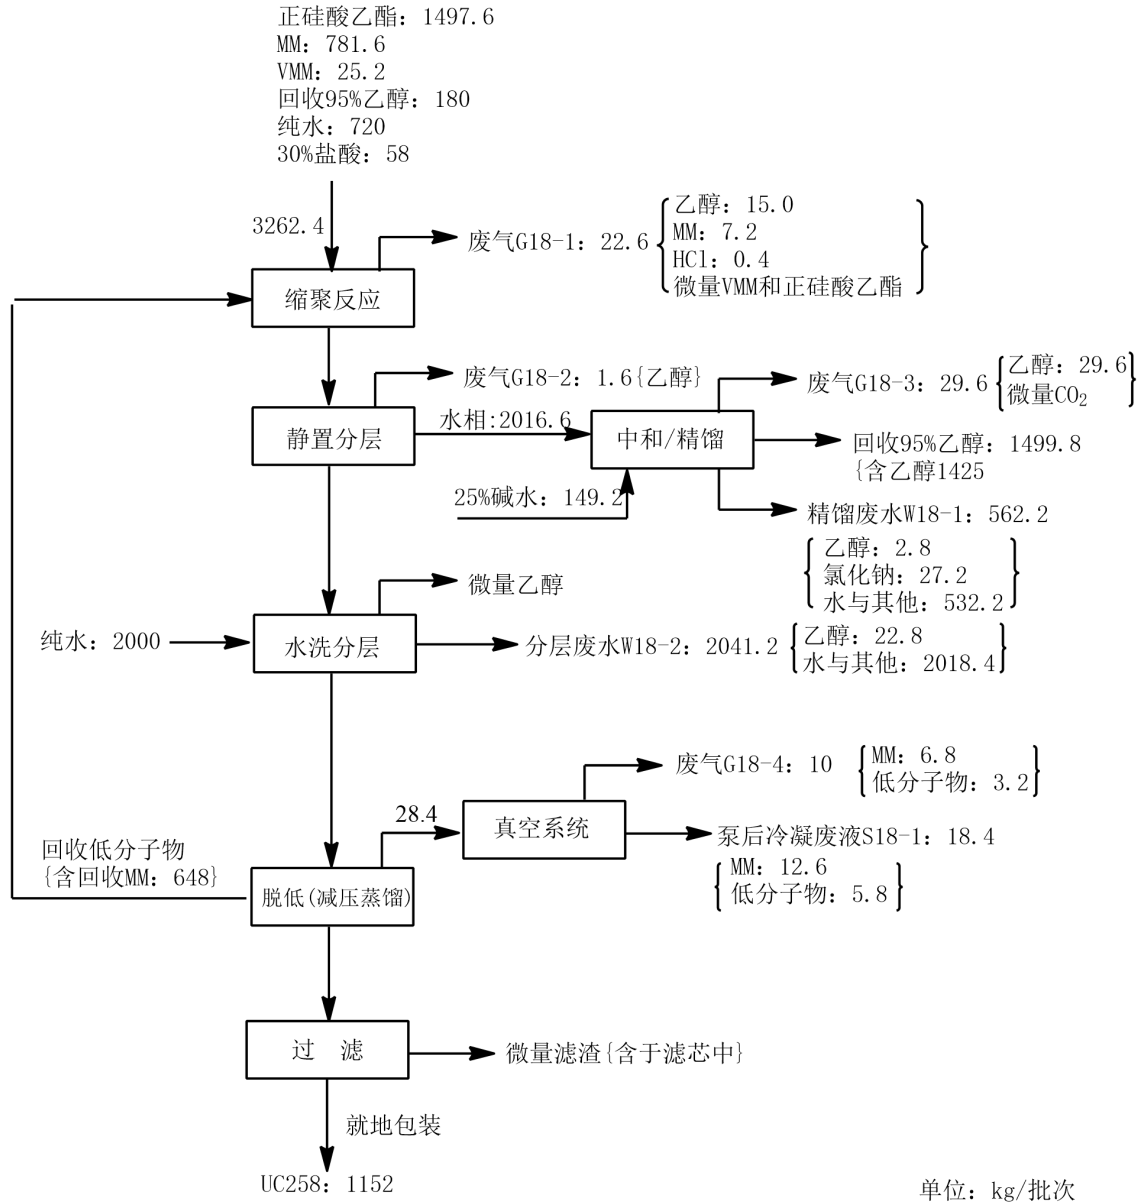 正硅酸乙酯：1497.6
MM：781.6
VMM：25.2
回收95%乙醇：180
纯水：720
30%盐酸：58
3262.4
废气G18-1：22.6
乙醇：15.0
MM：7.2
HCl：0.4
微量VMM和正硅酸乙酯
缩聚反应
废气G18-2：1.6{乙醇}
废气G18-3：29.6
乙醇：29.6
微量CO₂
静置分层
水相:2016.6
中和/精馏
回收95%乙醇：1499.8
{含乙醇1425
25%碱水：149.2
精馏废水W18-1：562.2
乙醇：2.8
氯化钠：27.2
水与其他：532.2
微量乙醇
纯水：2000
水洗分层
分层废水W18-2：2041.2
乙醇：22.8
水与其他：2018.4
废气G18-4：10
MM：6.8
低分子物：3.2
28.4
真空系统
泵后冷凝废液S18-1：18.4
MM：12.6
低分子物：5.8
回收低分子物
{含回收MM：648}
脱低(减压蒸馏)
过 滤
微量滤渣{含于滤芯中}
就地包装
UC258：1152
单位：kg/批次